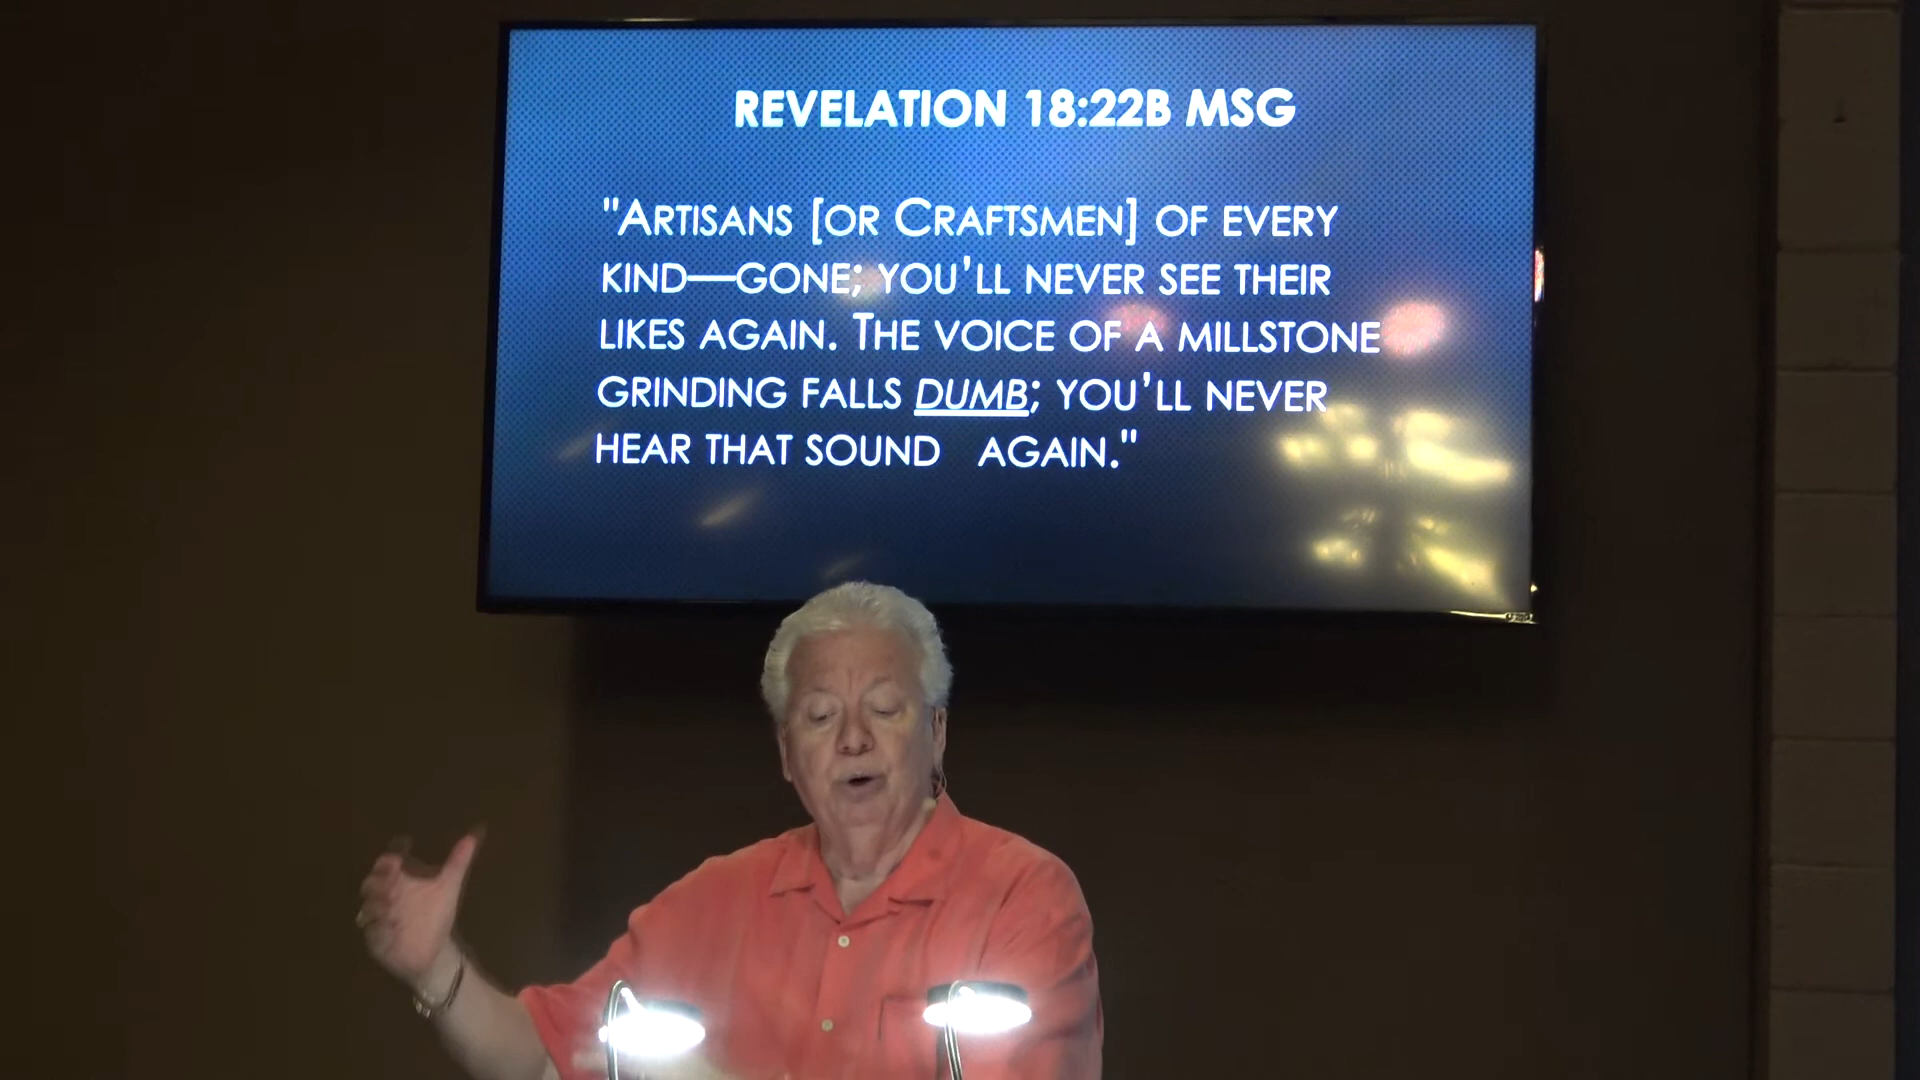 REVELATION 18:22B MSG
"ARTISANS [OR CRAFTSMEN] OF EVERY
KIND—GONE; YOU'LL NEVER SEE THEIR
LIKES AGAIN. THE VOICE OF A MILLSTONE
GRINDING FALLS DUMB; YOU'LL NEVER
HEAR THAT SOUND AGAIN."